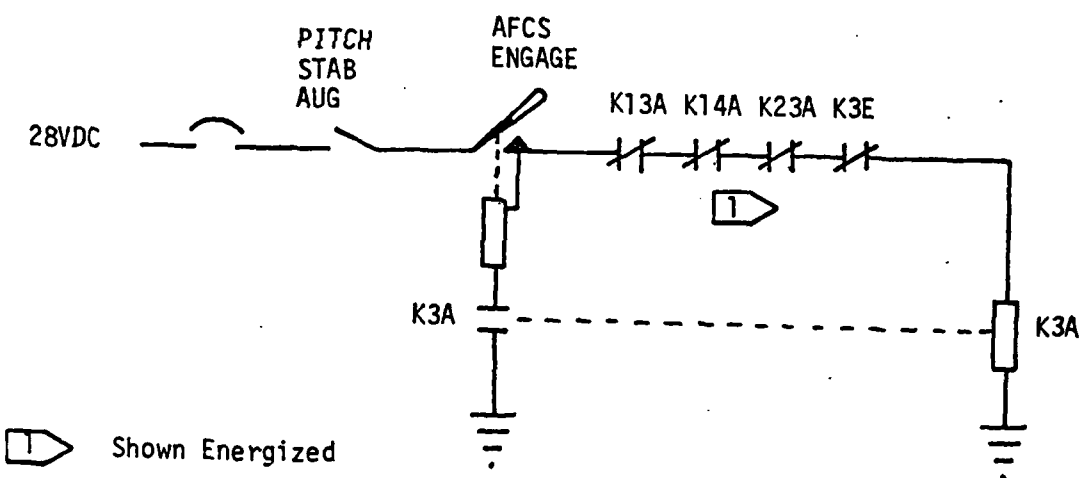 PITCH
STAB
AUG
AFCS
ENGAGE
28VDC
K13A K14A K23A K3E
1
K3A
K3A
1 Shown Energized